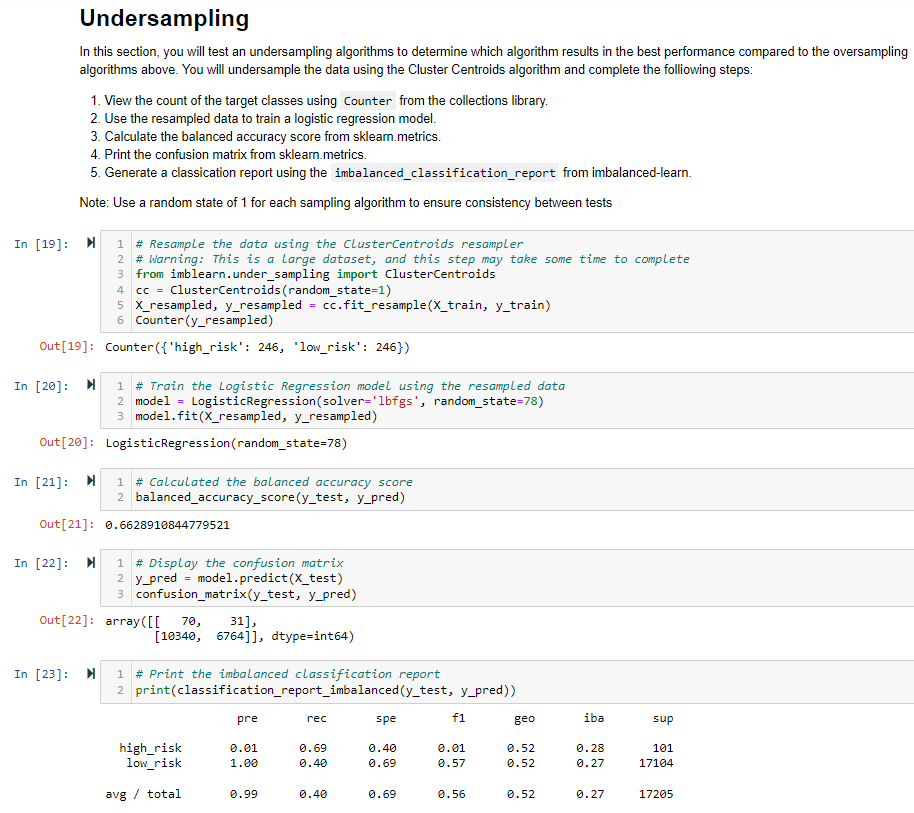 Undersampling
In this section, you will test an undersampling algorithms to determine which algorithm results in the best performance compared to the oversampling
algorithms above. You will undersample the data using the Cluster Centroids algorithm and complete the folliowing steps:
1. View the count of the target classes using Counter from the collections library.
2. Use the resampled data to train a logistic regression model.
3. Calculate the balanced accuracy score from sklearn.metrics.
4. Print the confusion matrix from sklearn.metrics.
5. Generate a classication report using the imbalanced_classification_report from imbalanced-learn.
Note: Use a random state of 1 for each sampling algorithm to ensure consistency between tests
In [19]:
1 # Resample the data using the ClusterCentroids resampler
2 # Warning: This is a large dataset, and this step may take some time to complete
3 from imblearn.under_sampling import ClusterCentroids
4 cc = ClusterCentroids(random_state=1)
5 X_resampled, y_resampled = cc.fit_resample(X_train, y_train)
6 Counter(y_resampled)
Out[19]: Counter({'high_risk': 246, 'low_risk': 246})
In [20]:
1 # Train the Logistic Regression model using the resampled data
2 model = LogisticRegression(solver='lbfgs', random_state=78)
3 model.fit(X_resampled, y_resampled)
Out[20]: LogisticRegression(random_state=78)
In [21]:
1 # Calculated the balanced accuracy score
2 balanced_accuracy_score(y_test, y_pred)
Out[21]: 0.6628910844779521
In [22]:
1 # Display the confusion matrix
2 y_pred = model.predict(X_test)
3 confusion_matrix(y_test, y_pred)
Out[22]: array([[ 70, 31],
[10340, 6764]], dtype=int64)
In [23]:
1 # Print the imbalanced classification report
2 print(classification_report_imbalanced(y_test, y_pred))
pre rec spe f1 geo iba sup
high_risk 0.01 0.69 0.40 0.01 0.52 0.28 101
low_risk 1.00 0.40 0.69 0.57 0.52 0.27 17104
avg / total 0.99 0.40 0.69 0.56 0.52 0.27 17205